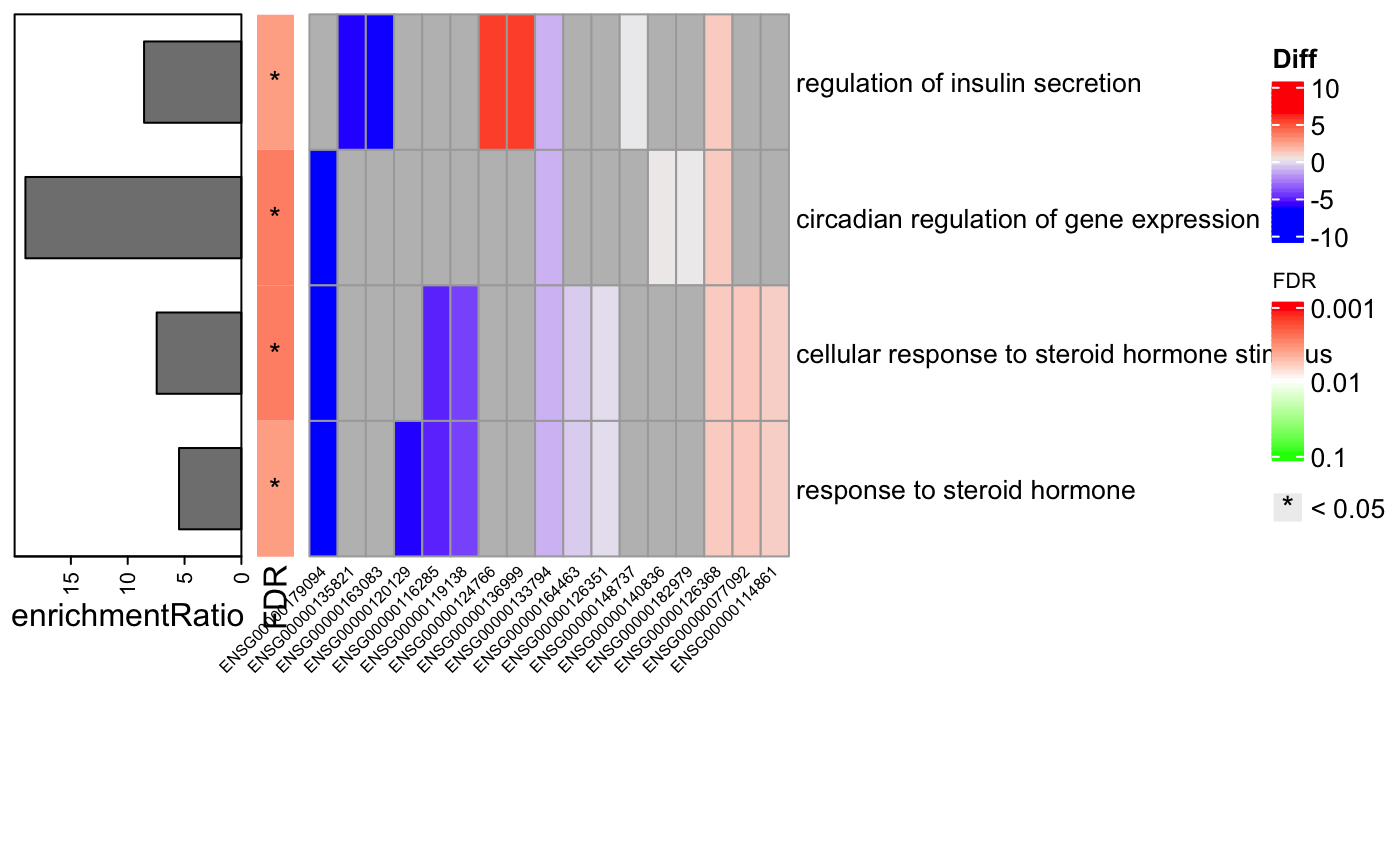 *
regulation of insulin secretion
*
circadian regulation of gene expression
*
cellular response to steroid hormone stin us
*
response to steroid hormone
15
10
5
0
enrichmentRatio
FDR
ENSG00000179094
ENSG00000135821
ENSG00000163083
ENSG00000120129
ENSG00000116285
ENSG00000119138
ENSG00000124766
ENSG00000136999
ENSG00000133794
ENSG00000164463
ENSG00000126351
ENSG00000148737
ENSG00000140836
ENSG00000182979
ENSG00000126368
ENSG00000077092
ENSG00000114861
Diff
10
5
0
-5
-10
FDR
0.001
0.01
0.1
* < 0.05